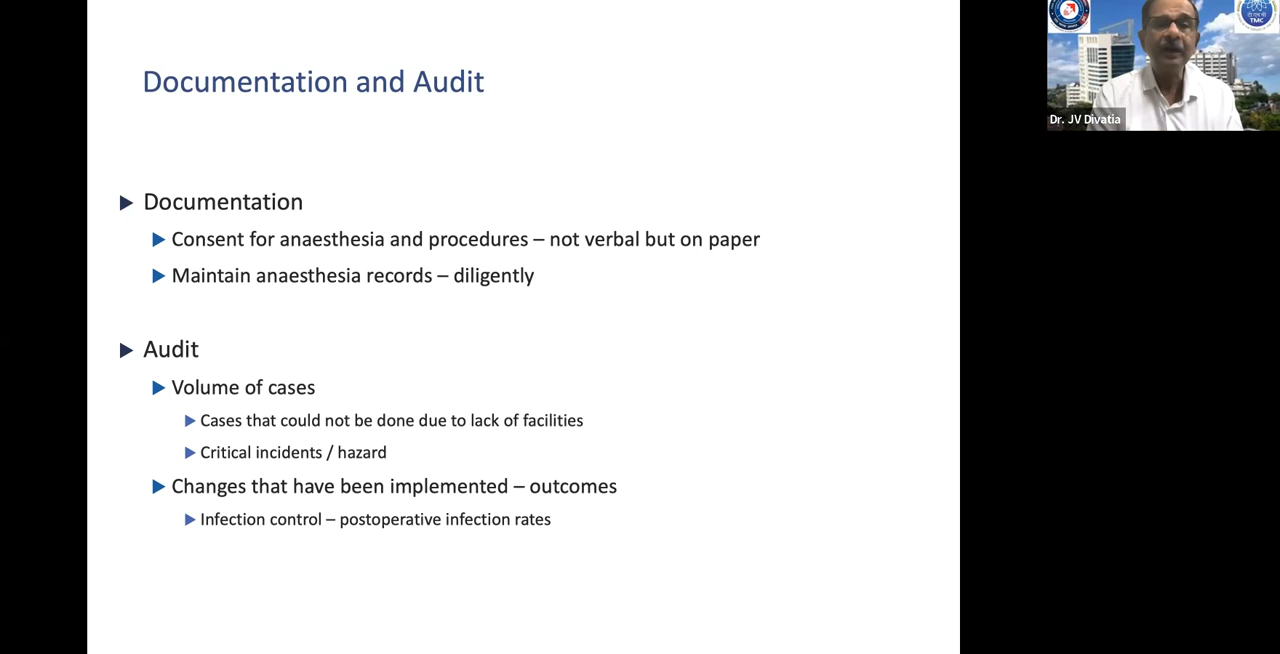 Documentation and Audit
Documentation
Consent for anaesthesia and procedures – not verbal but on paper
Maintain anaesthesia records – diligently
Audit
Volume of cases
Cases that could not be done due to lack of facilities
Critical incidents / hazard
Changes that have been implemented – outcomes
Infection control – postoperative infection rates
TMC
Dr. JV Divatia